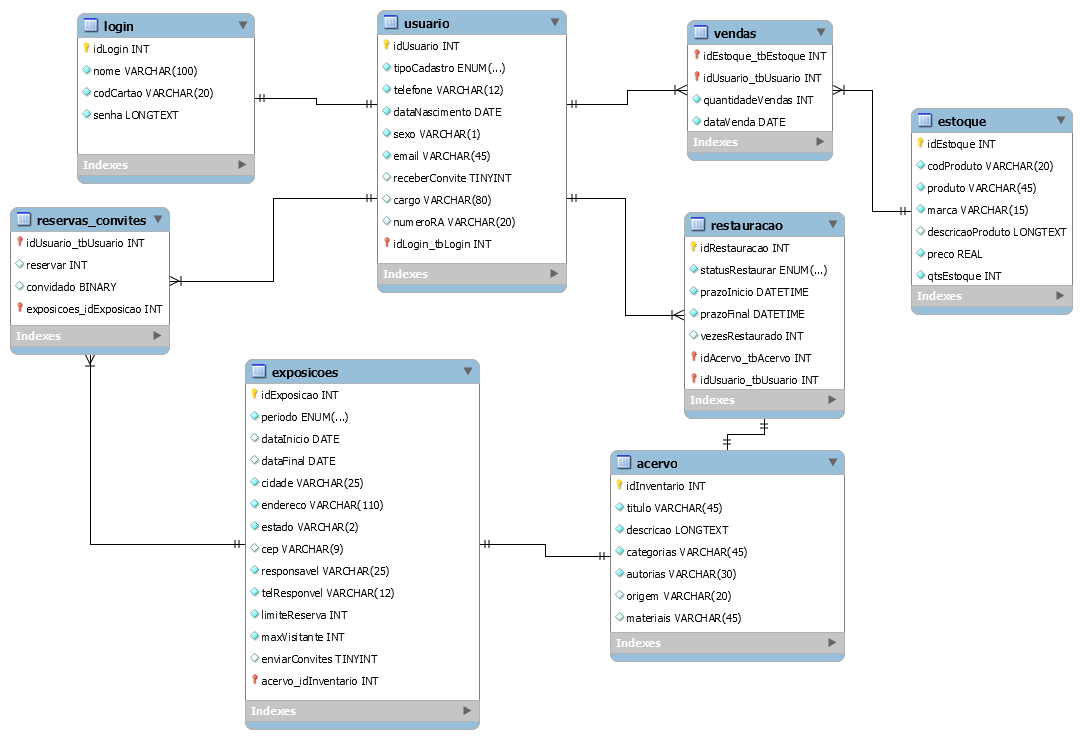 login
idLogin INT
nome VARCHAR(100)
codCartao VARCHAR(20)
senha LONGTEXT
Indexes
usuario
idUsuario INT
tipoCadastro ENUM(...)
telefone VARCHAR(12)
dataNascimento DATE
sexo VARCHAR(1)
email VARCHAR(45)
receberConvite TINYINT
cargo VARCHAR(80)
numeroRA VARCHAR(20)
idLogin_tbLogin INT
Indexes
vendas
idEstoque_tbEstoque INT
idUsuario_tbUsuario INT
quantidadeVendas INT
dataVenda DATE
Indexes
estoque
idEstoque INT
codProduto VARCHAR(20)
produto VARCHAR(45)
marca VARCHAR(15)
descricaoProduto LONGTEXT
preco REAL
qtsEstoque INT
Indexes
reservas_convites
idUsuario_tbUsuario INT
reservar INT
convidado BINARY
exposicoes_idExposicao INT
Indexes
restauracao
idRestauracao INT
statusRestaurar ENUM(...)
prazoInicio DATETIME
prazoFinal DATETIME
vezesRestaurado INT
idAcervo_tbAcervo INT
idUsuario_tbUsuario INT
Indexes
exposicoes
idExposicao INT
periodo ENUM(...)
dataInicio DATE
dataFinal DATE
cidade VARCHAR(25)
endereco VARCHAR(110)
estado VARCHAR(2)
cep VARCHAR(9)
responsavel VARCHAR(25)
telResponvel VARCHAR(12)
limiteReserva INT
maxVisitante INT
enviarConvites TINYINT
acervo_idInventario INT
Indexes
acervo
idInventario INT
titulo VARCHAR(45)
descricao LONGTEXT
categorias VARCHAR(45)
autorias VARCHAR(30)
origem VARCHAR(20)
materiais VARCHAR(45)
Indexes